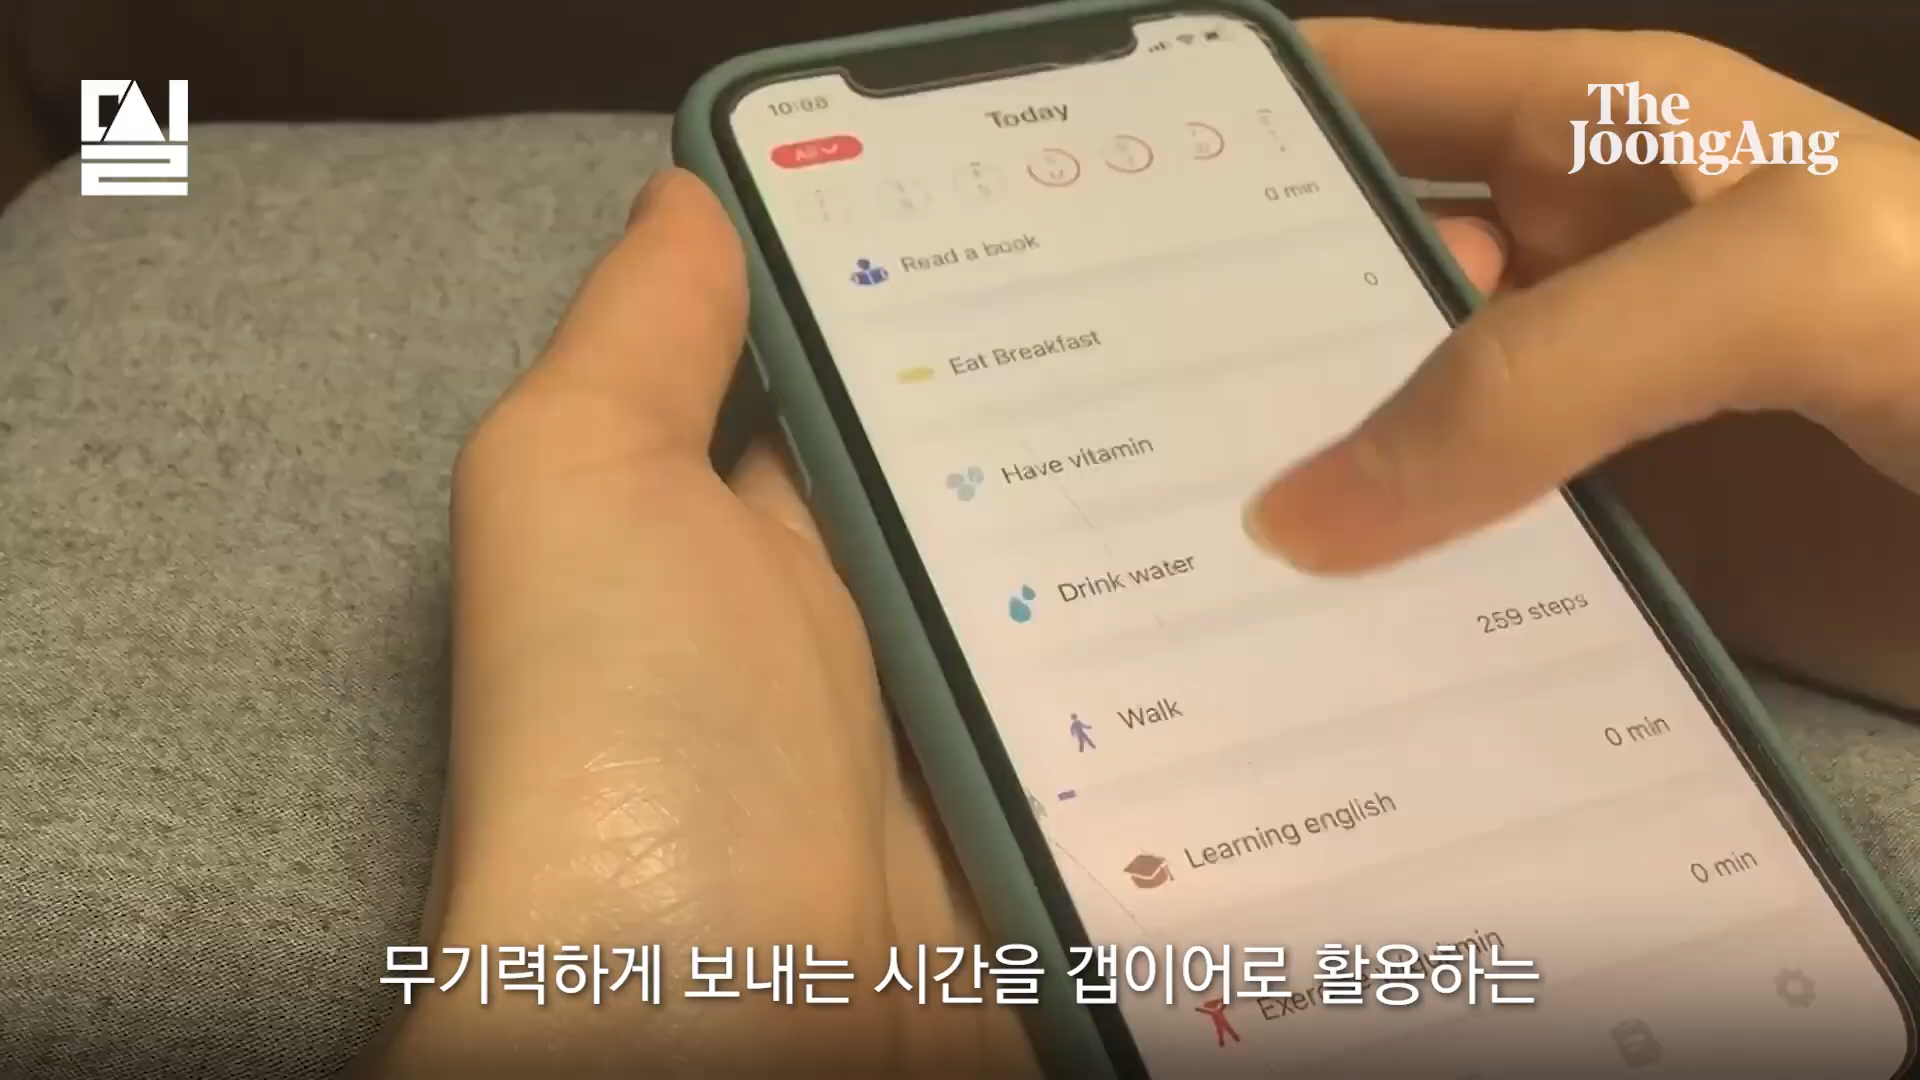 The
JoongAng
10:08
Today
All
0 min
Read a book
0
Eat Breakfast
Have vitamin
Drink water
259 steps
Walk
0 min
Learning english
0 min
무기력하게 보내는 시간을 갭이어로 활용하는